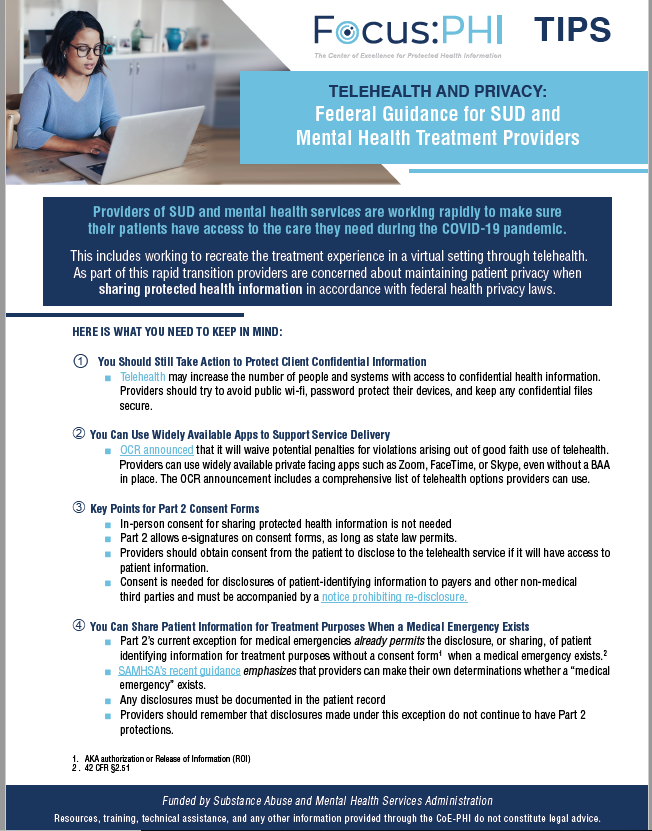 Focus:PHI
TIPS
The Center of Excellence for Protected Health Information
TELEHEALTH AND PRIVACY:
Federal Guidance for SUD and
Mental Health Treatment Providers
Providers of SUD and mental health services are working rapidly to make sure
their patients have access to the care they need during the COVID-19 pandemic.
This includes working to recreate the treatment experience in a virtual setting through telehealth.
As part of this rapid transition providers are concerned about maintaining patient privacy when
sharing protected health information in accordance with federal health privacy laws.
HERE IS WHAT YOU NEED TO KEEP IN MIND:
① You Should Still Take Action to Protect Client Confidential Information
■ Telehealth may increase the number of people and systems with access to confidential health information.
Providers should try to avoid public wi-fi, password protect their devices, and keep any confidential files
secure.
② You Can Use Widely Available Apps to Support Service Delivery
■ OCR announced that it will waive potential penalties for violations arising out of good faith use of telehealth.
Providers can use widely available private facing apps such as Zoom, FaceTime, or Skype, even without a BAA
in place. The OCR announcement includes a comprehensive list of telehealth options providers can use.
③ Key Points for Part 2 Consent Forms
■ In-person consent for sharing protected health information is not needed
■ Part 2 allows e-signatures on consent forms, as long as state law permits.
■ Providers should obtain consent from the patient to disclose to the telehealth service if it will have access to
patient information.
■ Consent is needed for disclosures of patient-identifying information to payers and other non-medical
third parties and must be accompanied by a notice prohibiting re-disclosure.
④ You Can Share Patient Information for Treatment Purposes When a Medical Emergency Exists
■ Part 2's current exception for medical emergencies already permits the disclosure, or sharing, of patient
identifying information for treatment purposes without a consent form¹ when a medical emergency exists.²
■ SAMHSA's recent guidance emphasizes that providers can make their own determinations whether a “medical
emergency” exists.
■ Any disclosures must be documented in the patient record
■ Providers should remember that disclosures made under this exception do not continue to have Part 2
protections.
1. AKA authorization or Release of Information (ROI)
2 . 42 CFR §2.51
Funded by Substance Abuse and Mental Health Services Administration
Resources, training, technical assistance, and any other information provided through the CoE-PHI do not constitute legal advice.